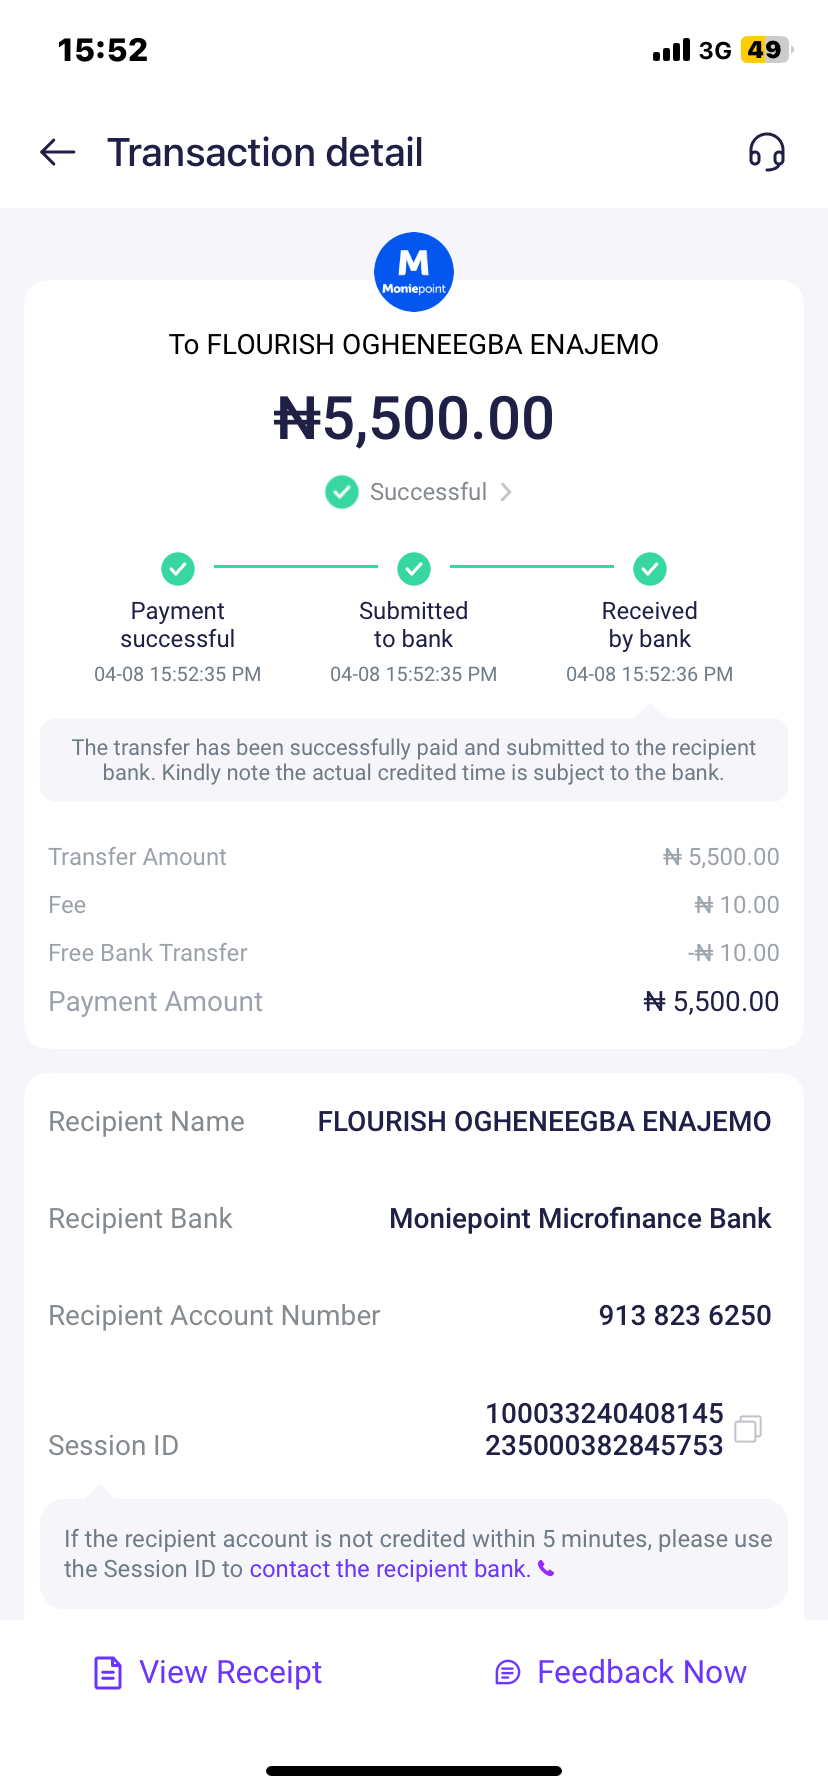 15:52
3G 49
Transaction detail
M
Moniepoint
To FLOURISH OGHENEEGBA ENAJEMO
₦5,500.00
Successful
Payment successful
04-08 15:52:35 PM
Submitted to bank
04-08 15:52:35 PM
Received by bank
04-08 15:52:36 PM
The transfer has been successfully paid and submitted to the recipient
bank. Kindly note the actual credited time is subject to the bank.
Transfer Amount ₦ 5,500.00
Fee ₦ 10.00
Free Bank Transfer -₦ 10.00
Payment Amount ₦ 5,500.00
Recipient Name FLOURISH OGHENEEGBA ENAJEMO
Recipient Bank Moniepoint Microfinance Bank
Recipient Account Number 913 823 6250
Session ID 100033240408145
235000382845753
If the recipient account is not credited within 5 minutes, please use
the Session ID to contact the recipient bank.
View Receipt
Feedback Now